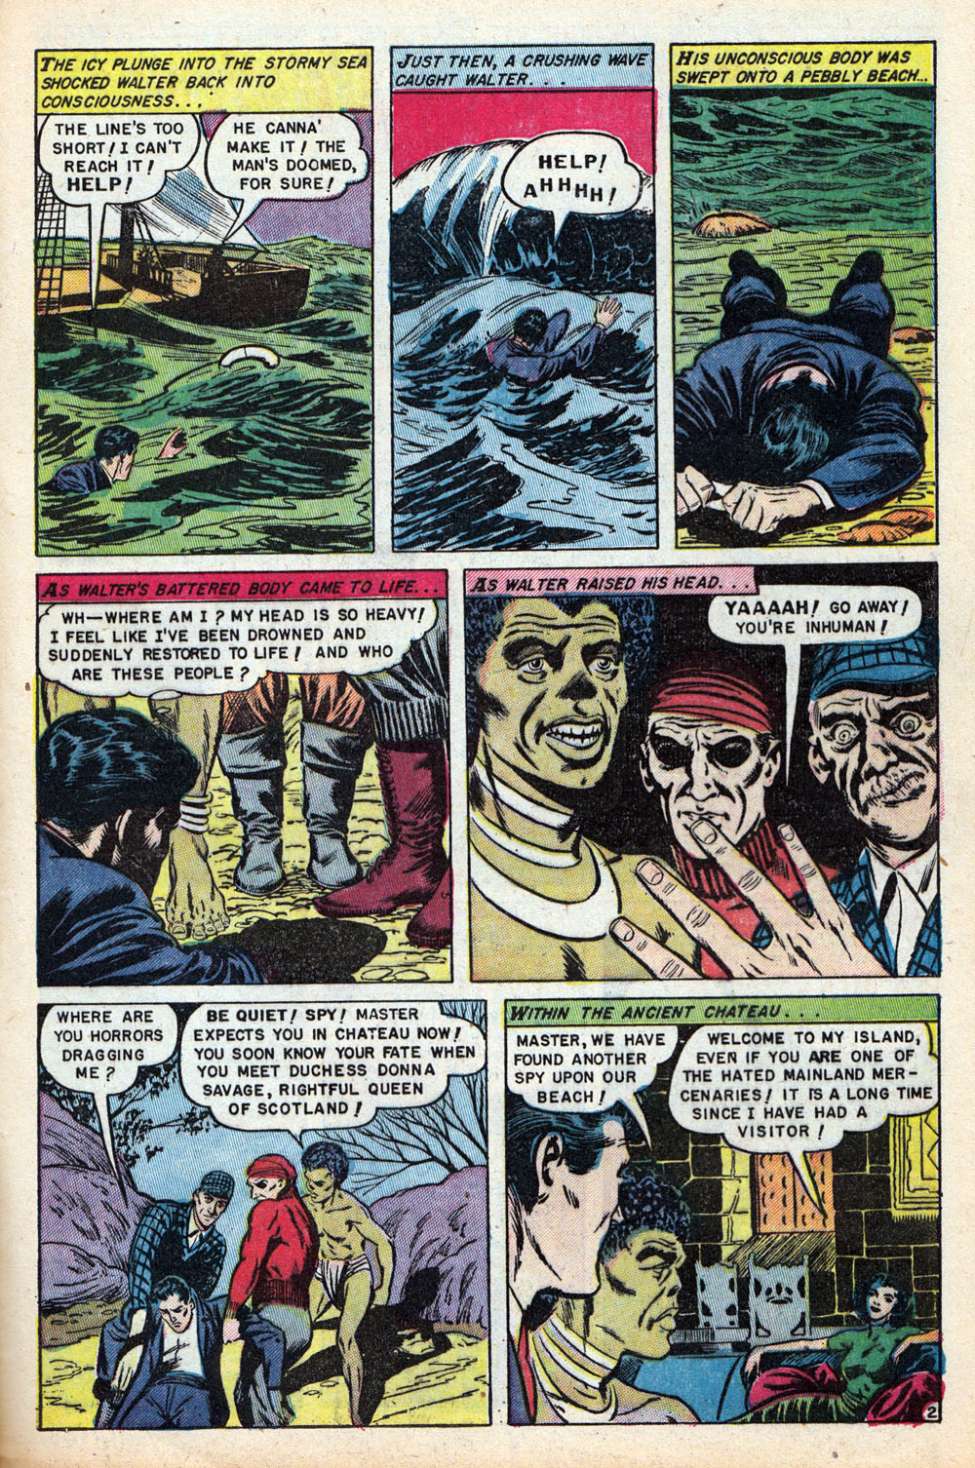 THE ICY PLUNGE INTO THE STORMY SEA
SHOCKED WALTER BACK INTO
CONSCIOUSNESS...
THE LINE'S TOO
SHORT! I CAN'T
REACH IT!
HELP!
HE CANNA'
MAKE IT! THE
MAN'S DOOMED,
FOR SURE!
JUST THEN, A CRUSHING WAVE
CAUGHT WALTER...
HELP!
AHHHH!
HIS UNCONSCIOUS BODY WAS
SWEPT ONTO A PEBBLY BEACH...
AS WALTER'S BATTERED BODY CAME TO LIFE...
WH—WHERE AM I? MY HEAD IS SO HEAVY!
I FEEL LIKE I'VE BEEN DROWNED AND
SUDDENLY RESTORED TO LIFE! AND WHO
ARE THESE PEOPLE?
AS WALTER RAISED HIS HEAD...
YAAAAH! GO AWAY!
YOU'RE INHUMAN!
WHERE ARE
YOU HORRORS
DRAGGING
ME?
BE QUIET! SPY! MASTER
EXPECTS YOU IN CHATEAU NOW!
YOU SOON KNOW YOUR FATE WHEN
YOU MEET DUCHESS DONNA
SAVAGE, RIGHTFUL QUEEN
OF SCOTLAND!
WITHIN THE ANCIENT CHATEAU...
MASTER, WE HAVE
FOUND ANOTHER
SPY UPON OUR
BEACH!
WELCOME TO MY ISLAND,
EVEN IF YOU ARE ONE OF
THE HATED MAINLAND MER-
CENARIES! IT IS A LONG TIME
SINCE I HAVE HAD A
VISITOR!
2